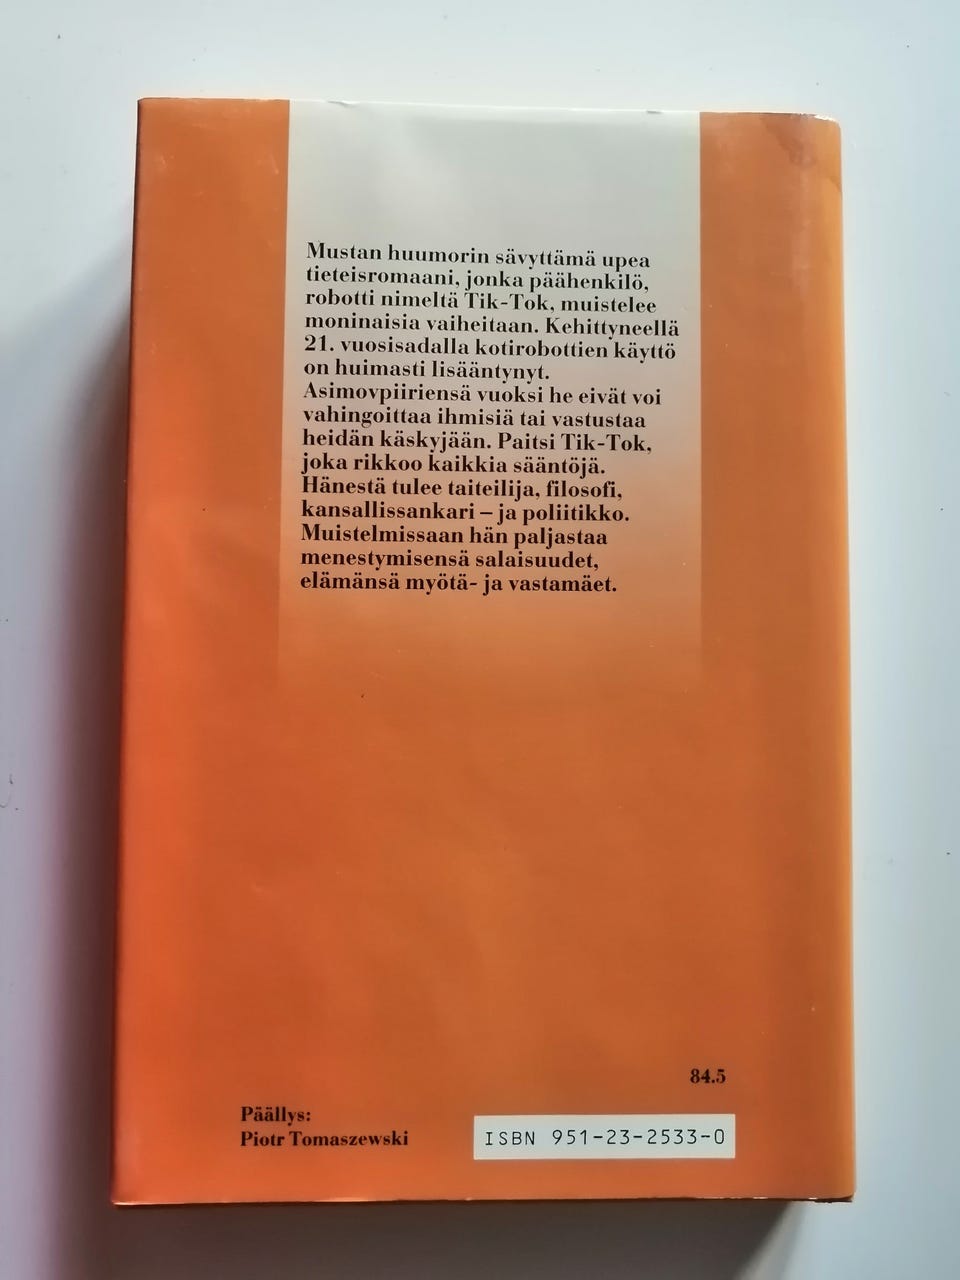 Mustan huumorin sävyttämä upea
tieteisromaani, jonka päähenkilö,
robotti nimeltä Tik-Tok, muistelee
moninaisia vaiheitaan. Kehittyneellä
21. vuosisadalla kotirobottien käyttö
on huimasti lisääntynyt.
Asimovpiiriensä vuoksi he eivät voi
vahingoittaa ihmisiä tai vastustaa
heidän käskyjään. Paitsi Tik-Tok,
joka rikkoo kaikkia sääntöjä.
Hänestä tulee taiteilija, filosofi,
kansallissankari – ja poliitikko.
Muistelmissaan hän paljastaa
menestymisensä salaisuudet,
elämänsä myötä- ja vastamäet.
84.5
Päällys:
Piotr Tomaszewski
ISBN 951-23-2533-0